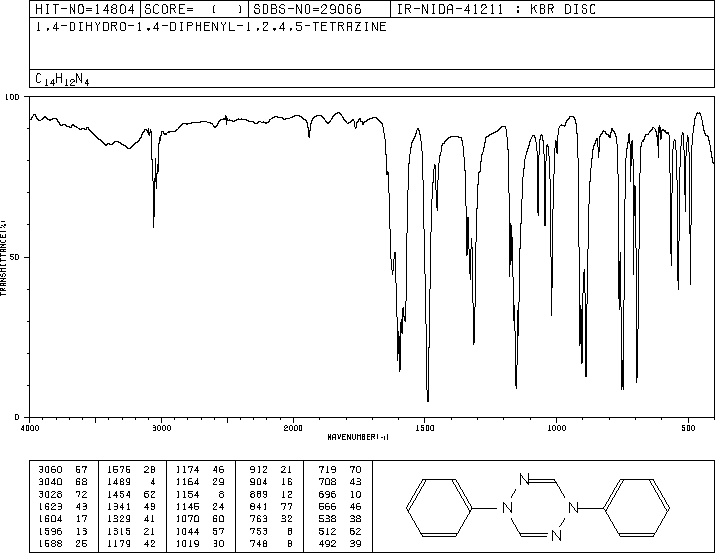 HIT-NO=14804 SCORE= ( ) SDBS-NO=29066 IR-NIDA-41211 : KBR DISC
1,4-DIHYDRO-1,4-DIPHENYL-1,2,4,5-TETRAZINE
C14H12N4
100
TRANSMITTANCE(%)
50
0
4000 3000 2000 1500 1000 500
WAVENUMBER(-1)
3060 57 1576 28 1174 46 912 21 719 70
3040 68 1489 4 1164 29 904 16 708 43
3028 72 1454 62 1154 8 889 12 696 10
1623 43 1341 49 1146 24 841 77 566 46
1604 17 1329 41 1070 60 763 32 538 38
1596 13 1315 21 1044 57 753 8 512 62
1588 25 1179 42 1019 30 748 8 492 39
N
N N
N